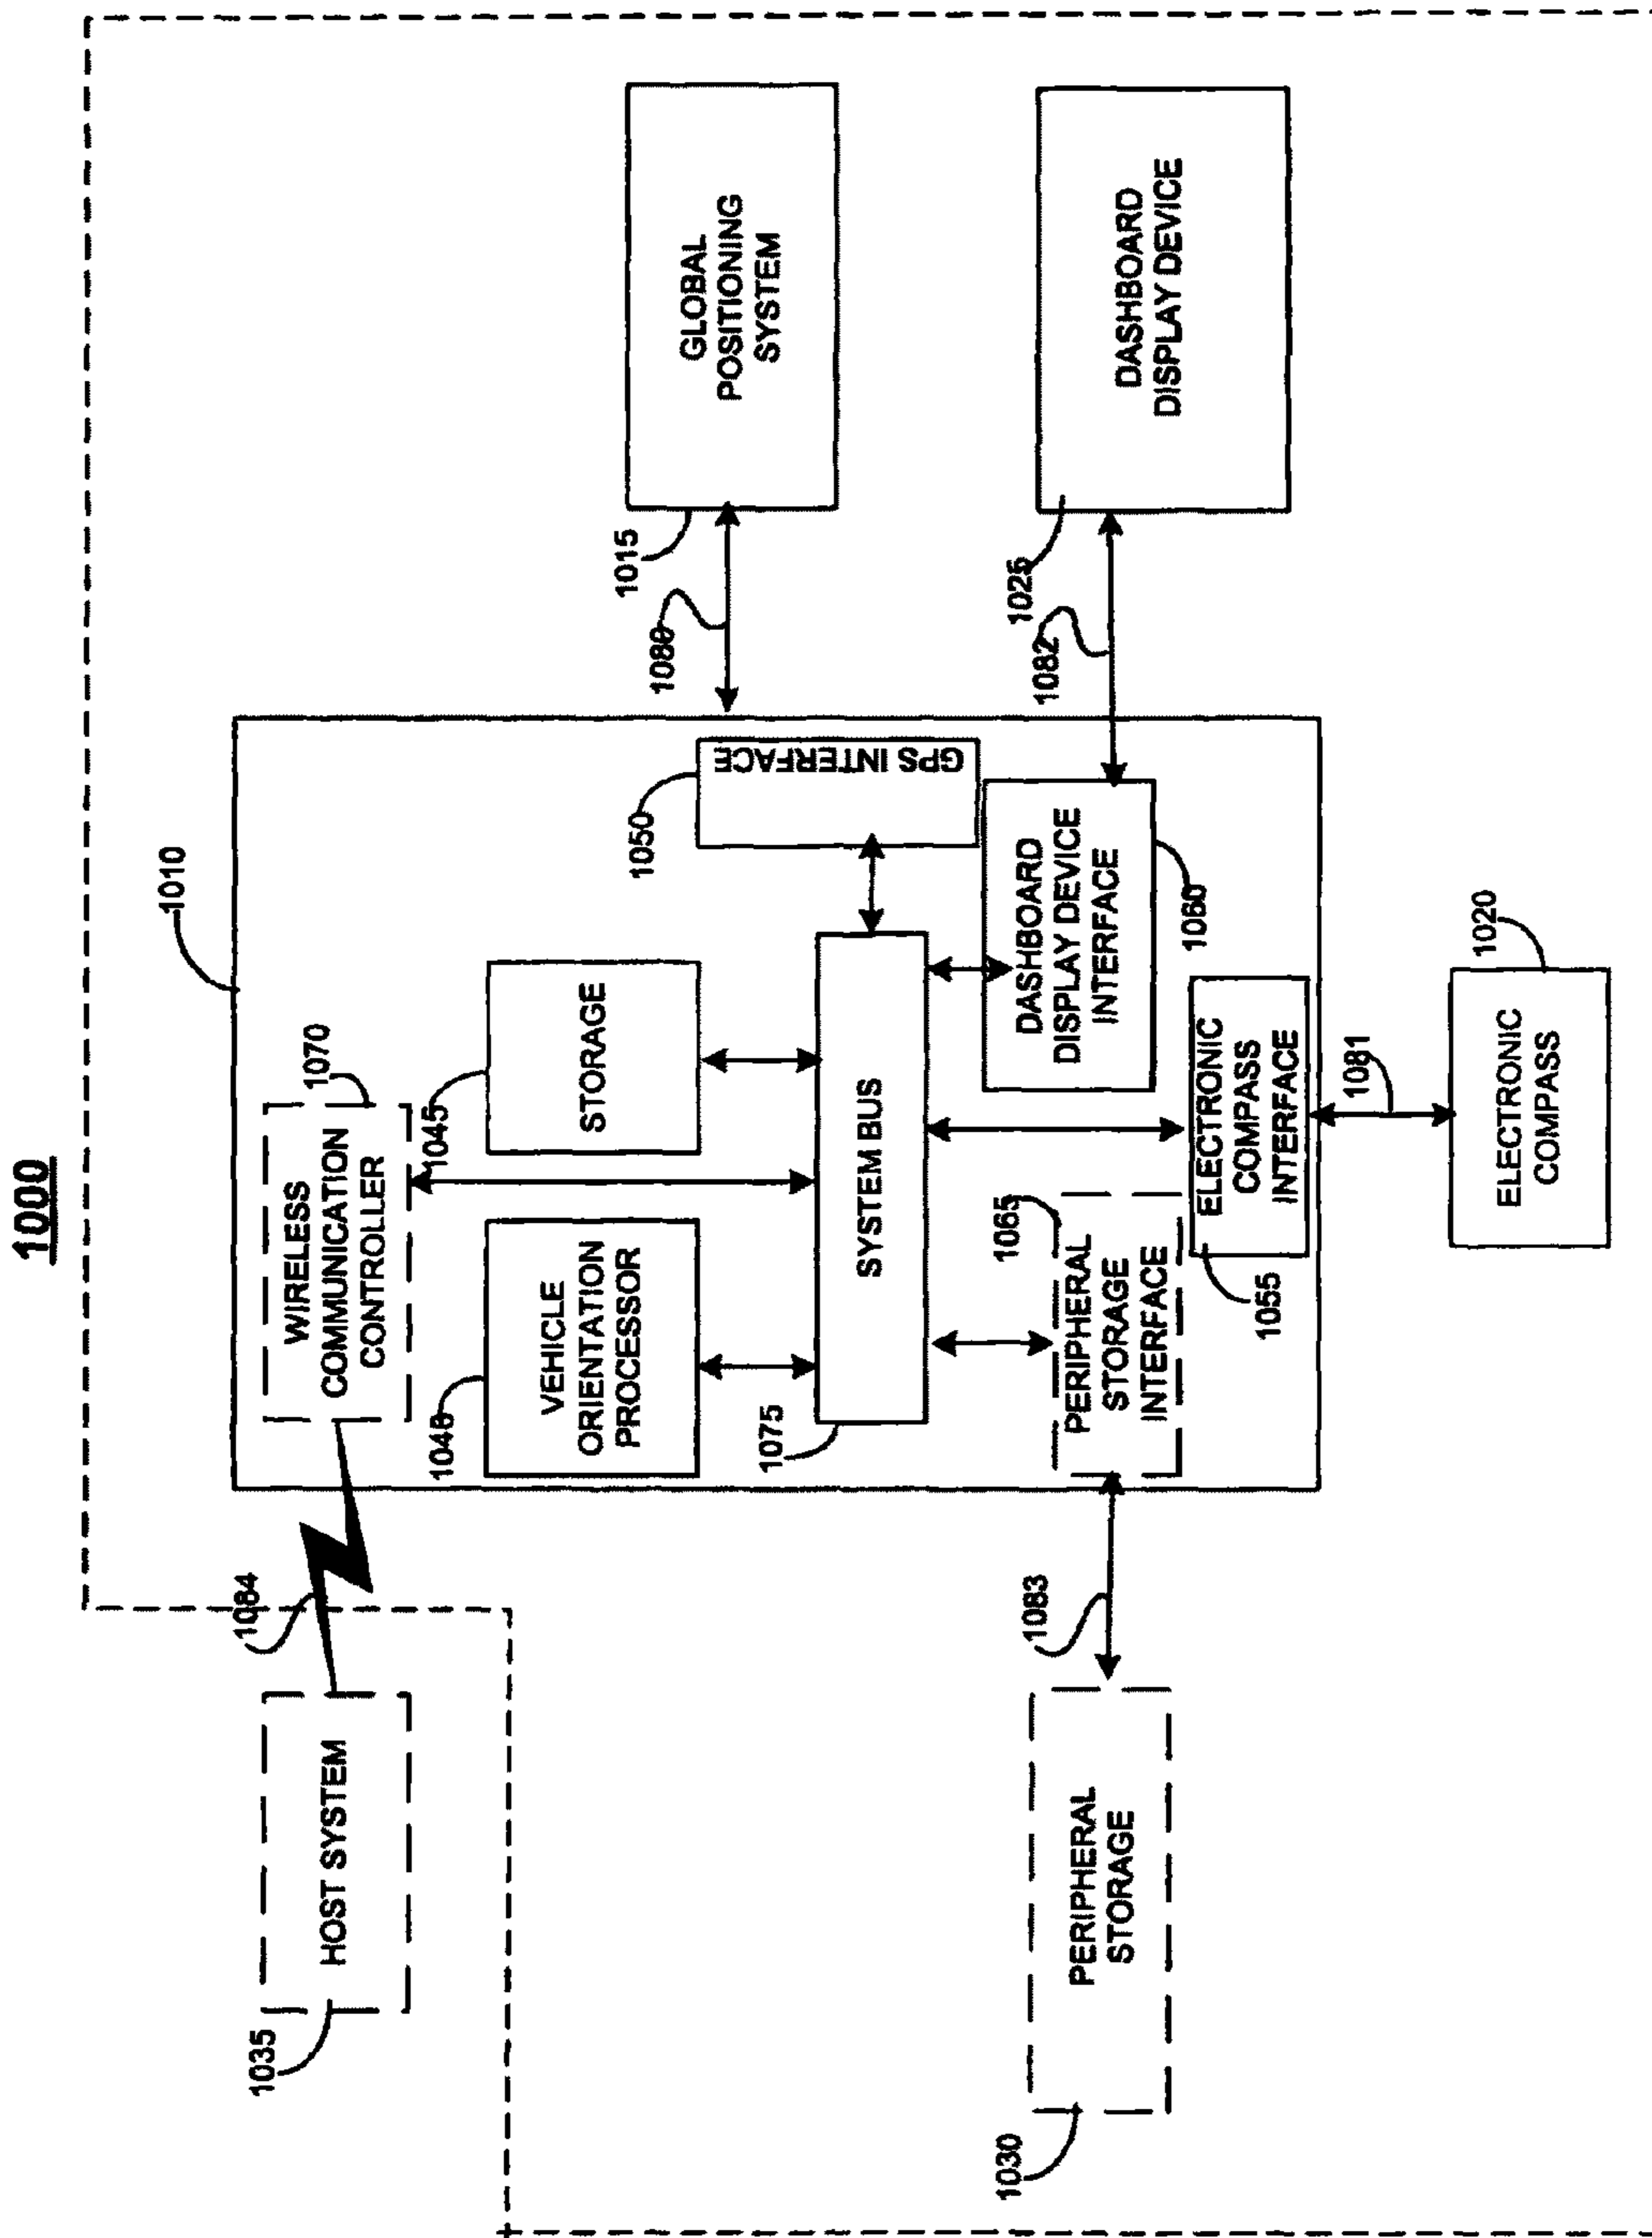 1000
1010
1070
WIRELESS
COMMUNICATION
CONTROLLER
1084
HOST SYSTEM
1035
1045
STORAGE
1040
VEHICLE
ORIENTATION
PROCESSOR
1075
SYSTEM BUS
1050
GPS INTERFACE
1080
1015
GLOBAL
POSITIONING
SYSTEM
1025
1082
DASHBOARD
DISPLAY DEVICE
DASHBOARD
DISPLAY DEVICE
INTERFACE
1060
1065
PERIPHERAL
STORAGE
INTERFACE
1083
PERIPHERAL
STORAGE
1030
ELECTRONIC
COMPASS
INTERFACE
1055
1081
1020
ELECTRONIC
COMPASS